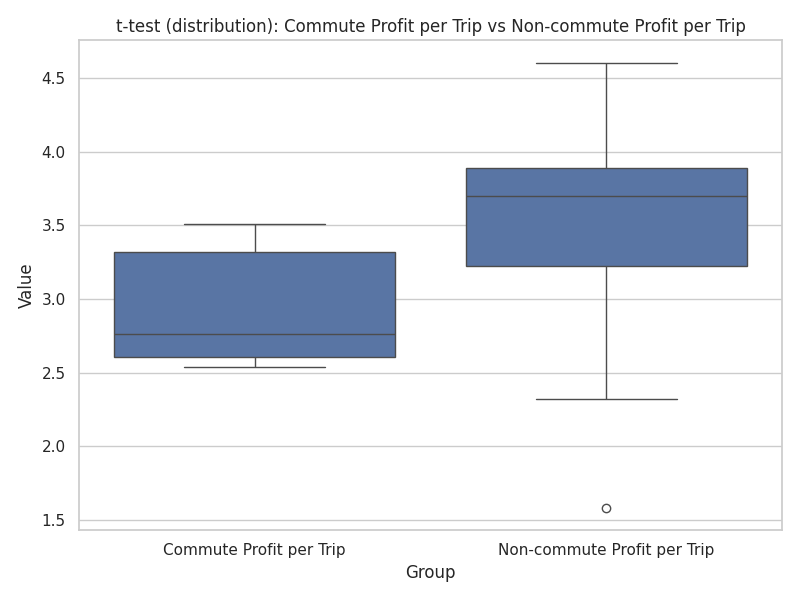 t-test (distribution): Commute Profit per Trip vs Non-commute Profit per Trip
4.5
4.0
3.5
3.0
2.5
2.0
1.5
Value
Commute Profit per Trip
Non-commute Profit per Trip
Group